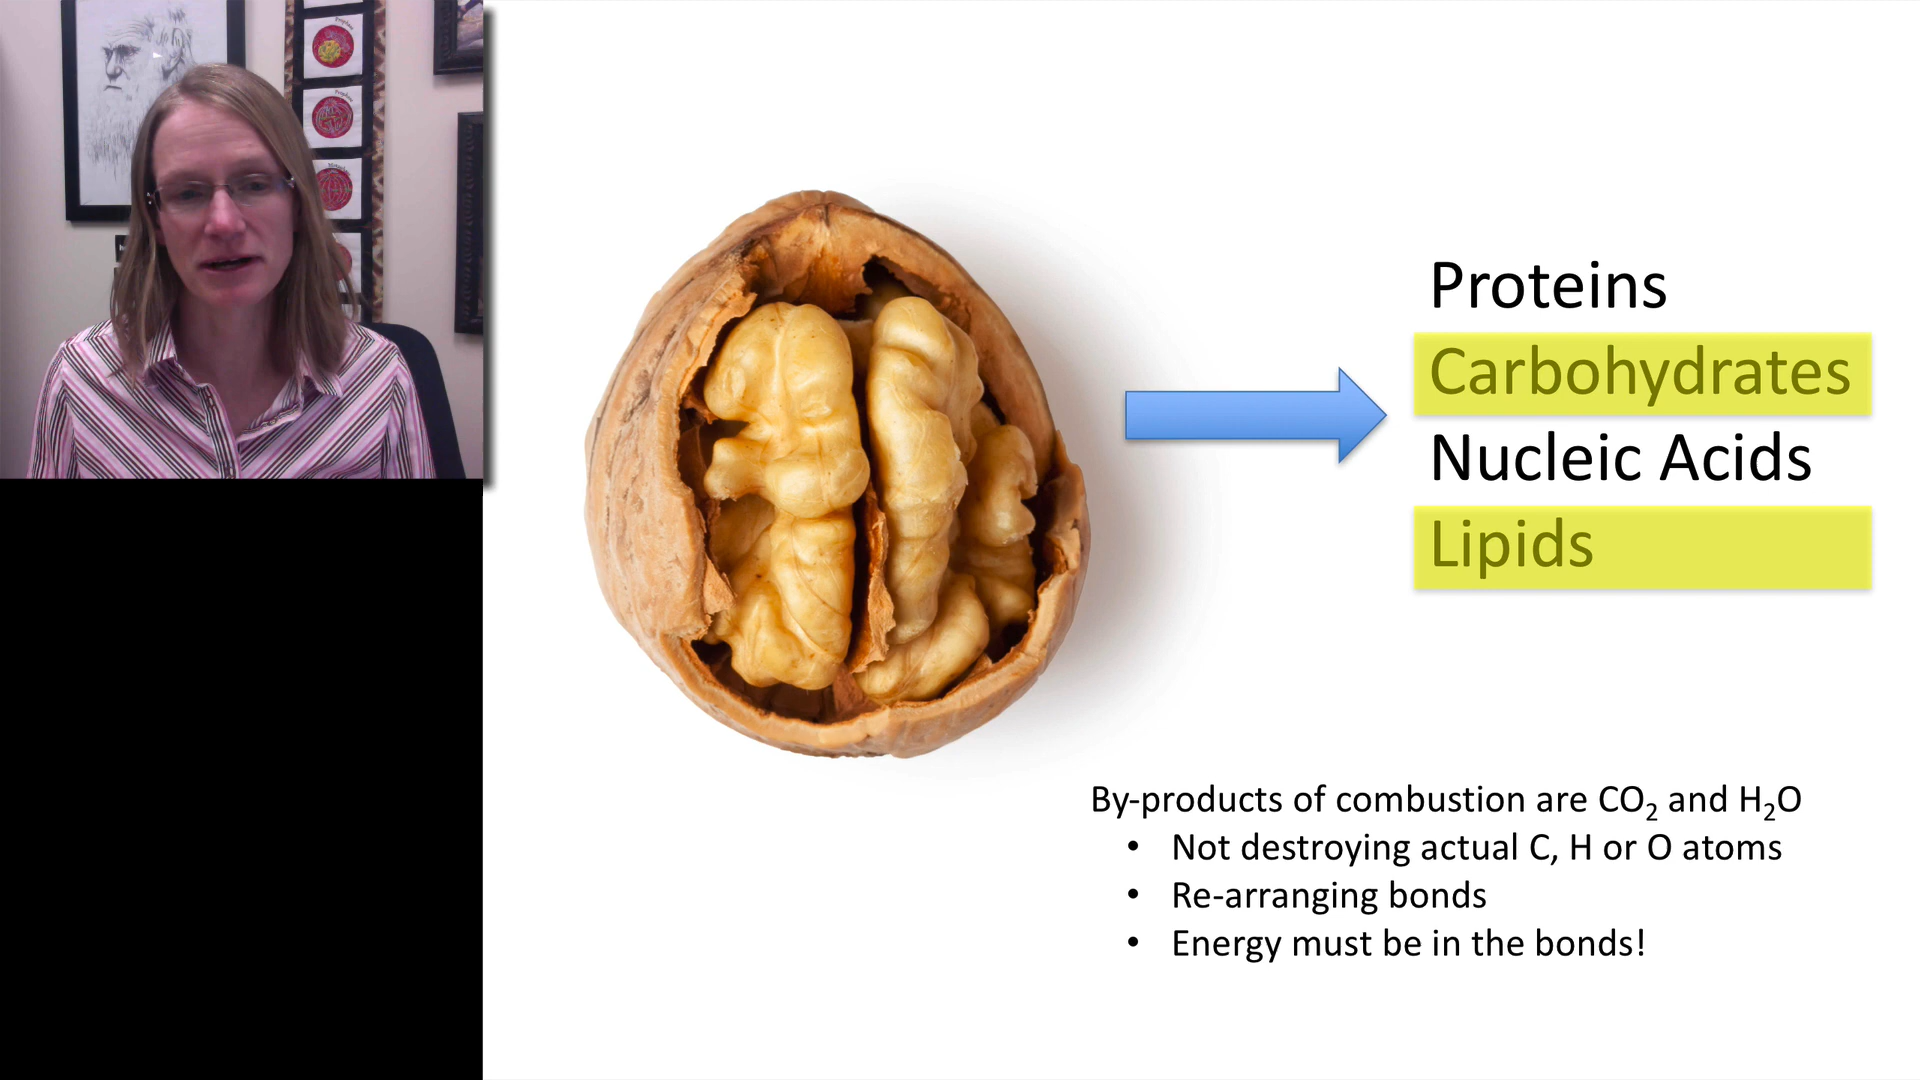 Proteins
Carbohydrates
Nucleic Acids
Lipids
By-products of combustion are CO₂ and H₂O
• Not destroying actual C, H or O atoms
• Re-arranging bonds
• Energy must be in the bonds!